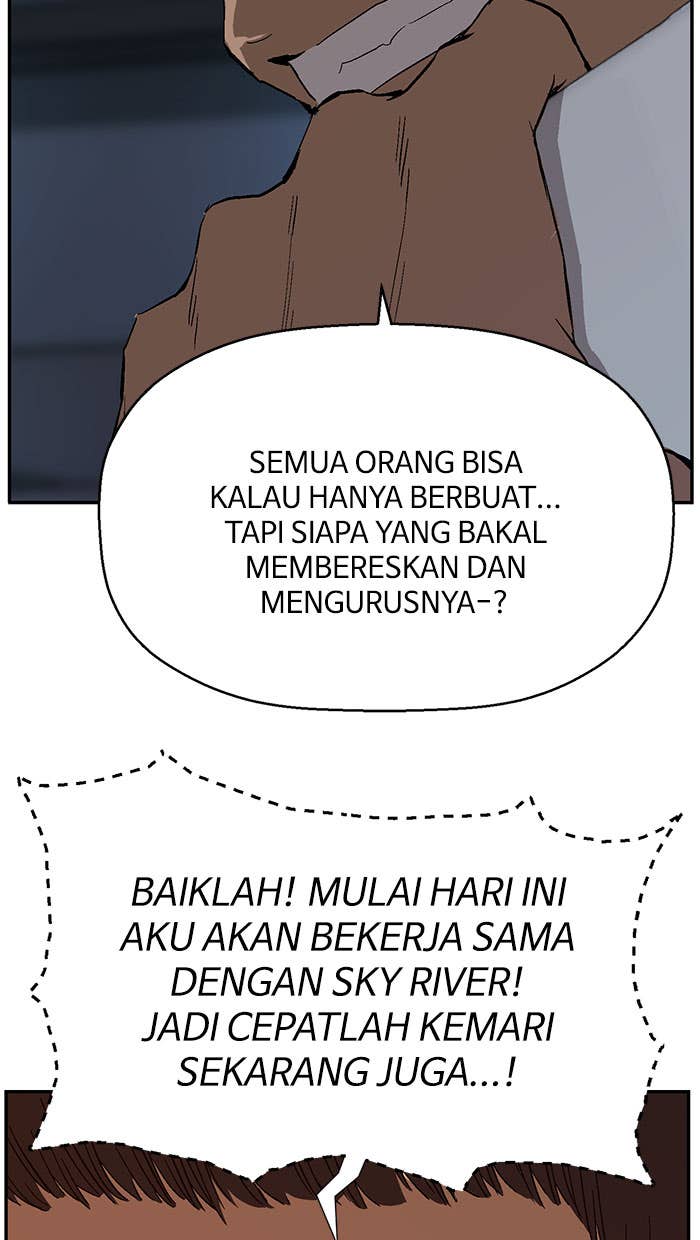 SEMUA ORANG BISA
KALAU HANYA BERBUAT...
TAPI SIAPA YANG BAKAL
MEMBERESKAN DAN
MENGURUSNYA-?
BAIKLAH! MULAI HARI INI
AKU AKAN BEKERJA SAMA
DENGAN SKY RIVER!
JADI CEPATLAH KEMARI
SEKARANG JUGA...!